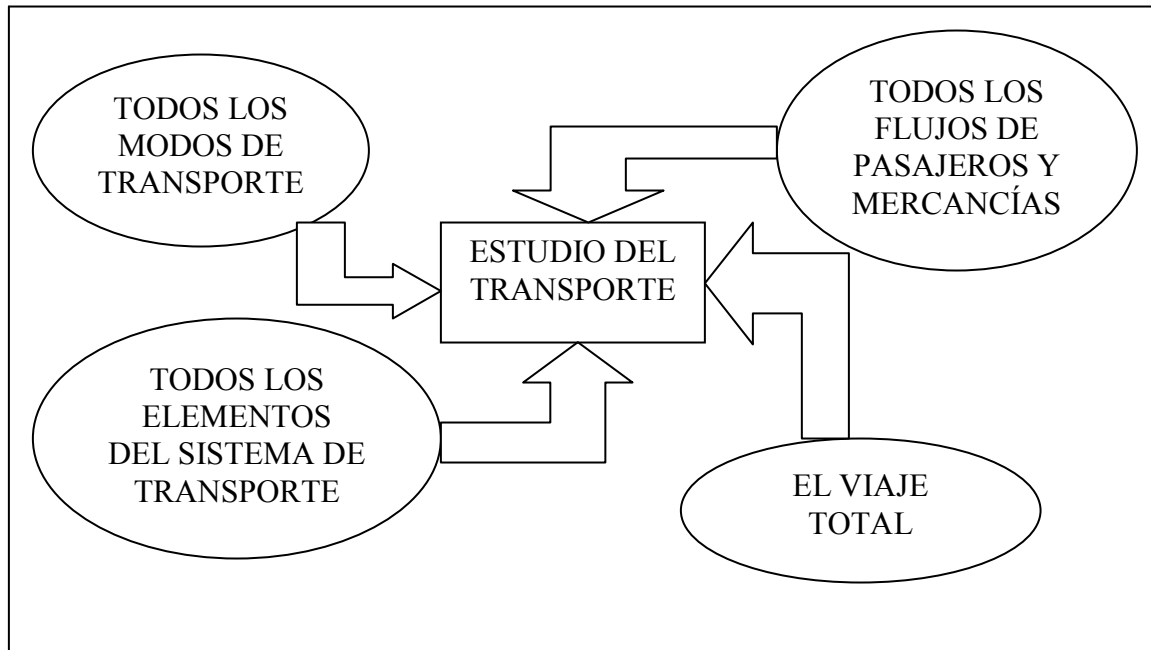 TODOS LOS
MODOS DE
TRANSPORTE
TODOS LOS
FLUJOS DE
PASAJEROS Y
MERCANCÍAS
ESTUDIO DEL
TRANSPORTE
TODOS LOS
ELEMENTOS
DEL SISTEMA DE
TRANSPORTE
EL VIAJE
TOTAL